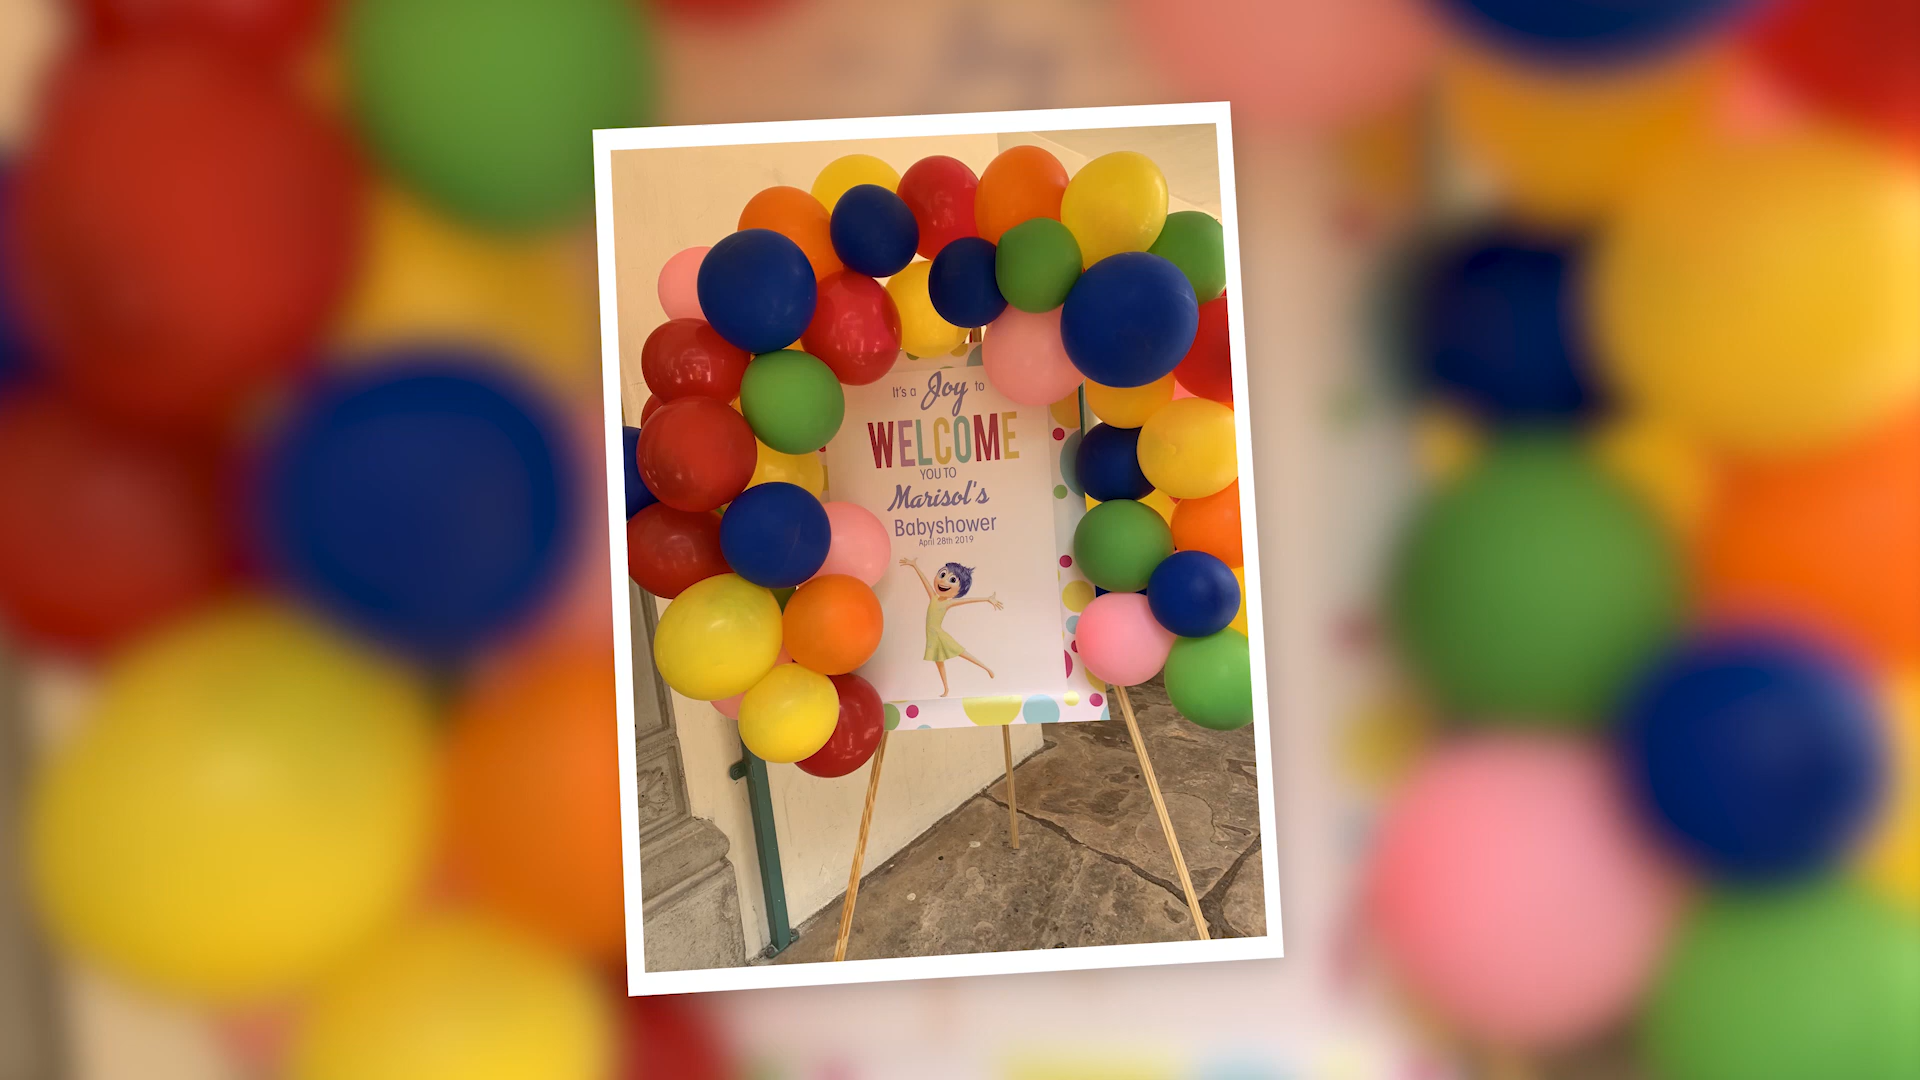 It's a Joy to
WELCOME
YOU TO
Marisol's
Babyshower
April 28th 2019